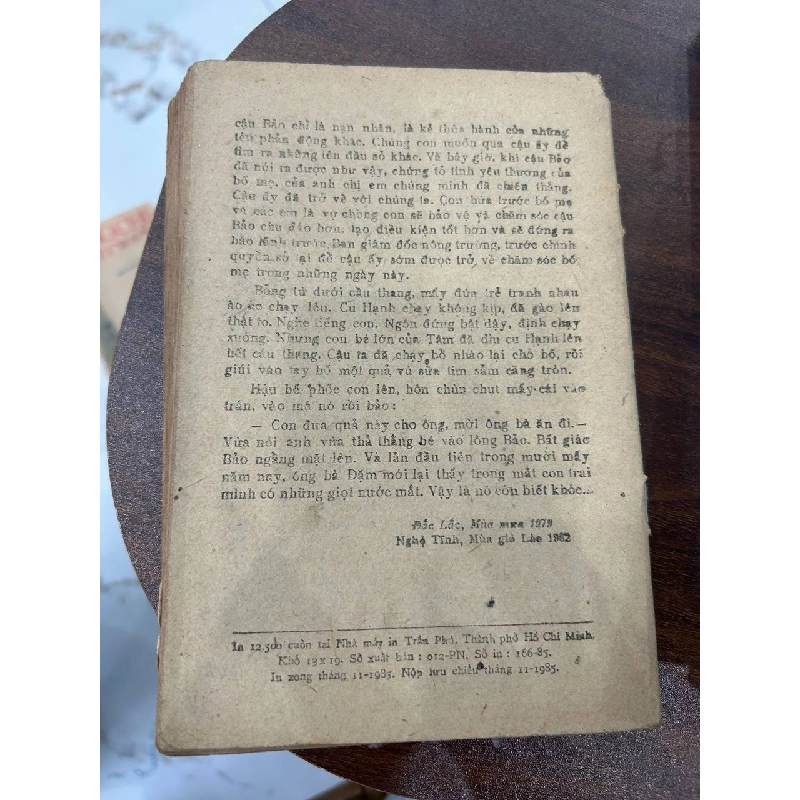 cậu Bảo chỉ là nạn nhân, là kẻ thừa hành của những
tên phản động khác. Chúng con muốn qua cậu ấy để
tìm ra những tên đầu sỏ khác. Và bây giờ, khi cậu Bảo
đã nói ra được như vậy, chứng tỏ tình yêu thương của
bố mẹ, của anh chị em chúng mình đã chiến thắng.
Cậu ấy đã trở về với chúng ta. Con hứa trước bố mẹ
và các em là vợ chồng con sẽ bảo vệ và chăm sóc cậu
Bảo chu đáo hơn, tạo điều kiện tốt hơn và sẽ đứng ra
bảo lãnh trước Ban giám đốc nông trường, trước chính
quyền sở tại để cậu ấy sớm được trở về chăm sóc bố
mẹ trong những ngày này.
Bỗng từ dưới cầu thang, mấy đứa trẻ tranh nhau
ào ào chạy lên. Cu Hạnh chạy không kịp, đã gào lên
thật to. Nghe tiếng con, Ngôn đứng bật dậy, định chạy
xuống. Nhưng con bé lớn của Tâm đã dìu cu Hạnh lên
hết cầu thang. Cậu ta đã chạy bổ nhào lại chỗ bố, rồi
giúi vào tay bố một quả vú sữa tím sẫm căng tròn.
Hậu bế phốc con lên, hôn chùn chụt mấy cái vào
trán, vào má nó rồi bảo:
— Con đưa quả này cho ông, mời ông bà ăn đi.—
Vừa nói anh vừa thả thằng bé vào lòng Bảo. Bất giác
Bảo ngẩng mặt lên. Và lần đầu tiên trong mười mấy
năm nay, ông bà Đậm mới lại thấy trong mắt con trai
mình có những giọt nước mắt. Vậy là nó còn biết khóc...
Đắc Lắc, Mùa mưa 1979
Nghệ Tĩnh, Mùa gió Lào 1982
In 12.500 cuốn tại Nhà máy in Trần Phú, Thành phố Hồ Chí Minh.
Khổ 13x19. Số xuất bản : 012-PN. Số in : 166-85.
In xong tháng 11-1985. Nộp lưu chiểu tháng 11-1985.